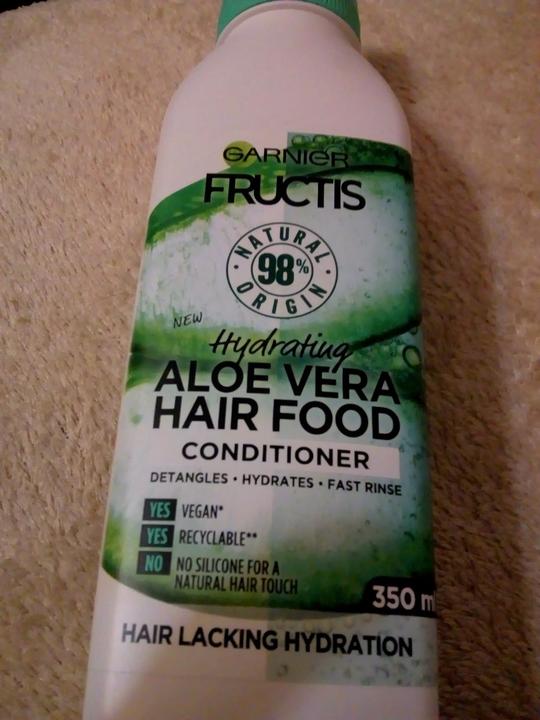 GARNIER
FRUCTIS
NATURAL
98%
ORIGIN
NEW
Hydrating
ALOE VERA
HAIR FOOD
CONDITIONER
DETANGLES • HYDRATES • FAST RINSE
YES VEGAN*
YES RECYCLABLE**
NO NO SILICONE FOR A
NATURAL HAIR TOUCH
350 ml
HAIR LACKING HYDRATION